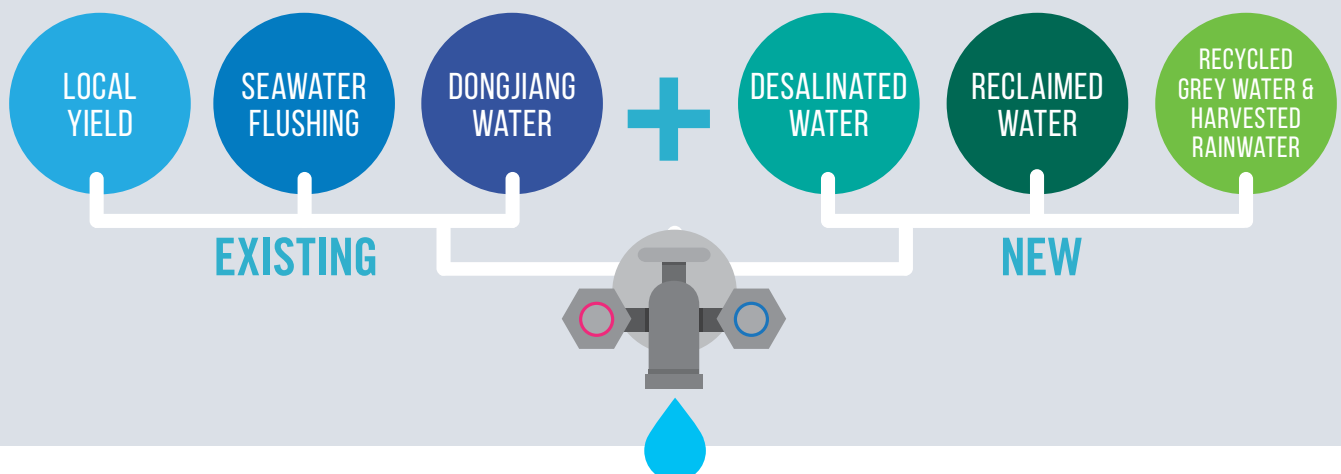 LOCAL
YIELD
SEAWATER
FLUSHING
DONGJIANG
WATER
+
DESALINATED
WATER
RECLAIMED
WATER
RECYCLED
GREY WATER &
HARVESTED
RAINWATER
EXISTING
NEW